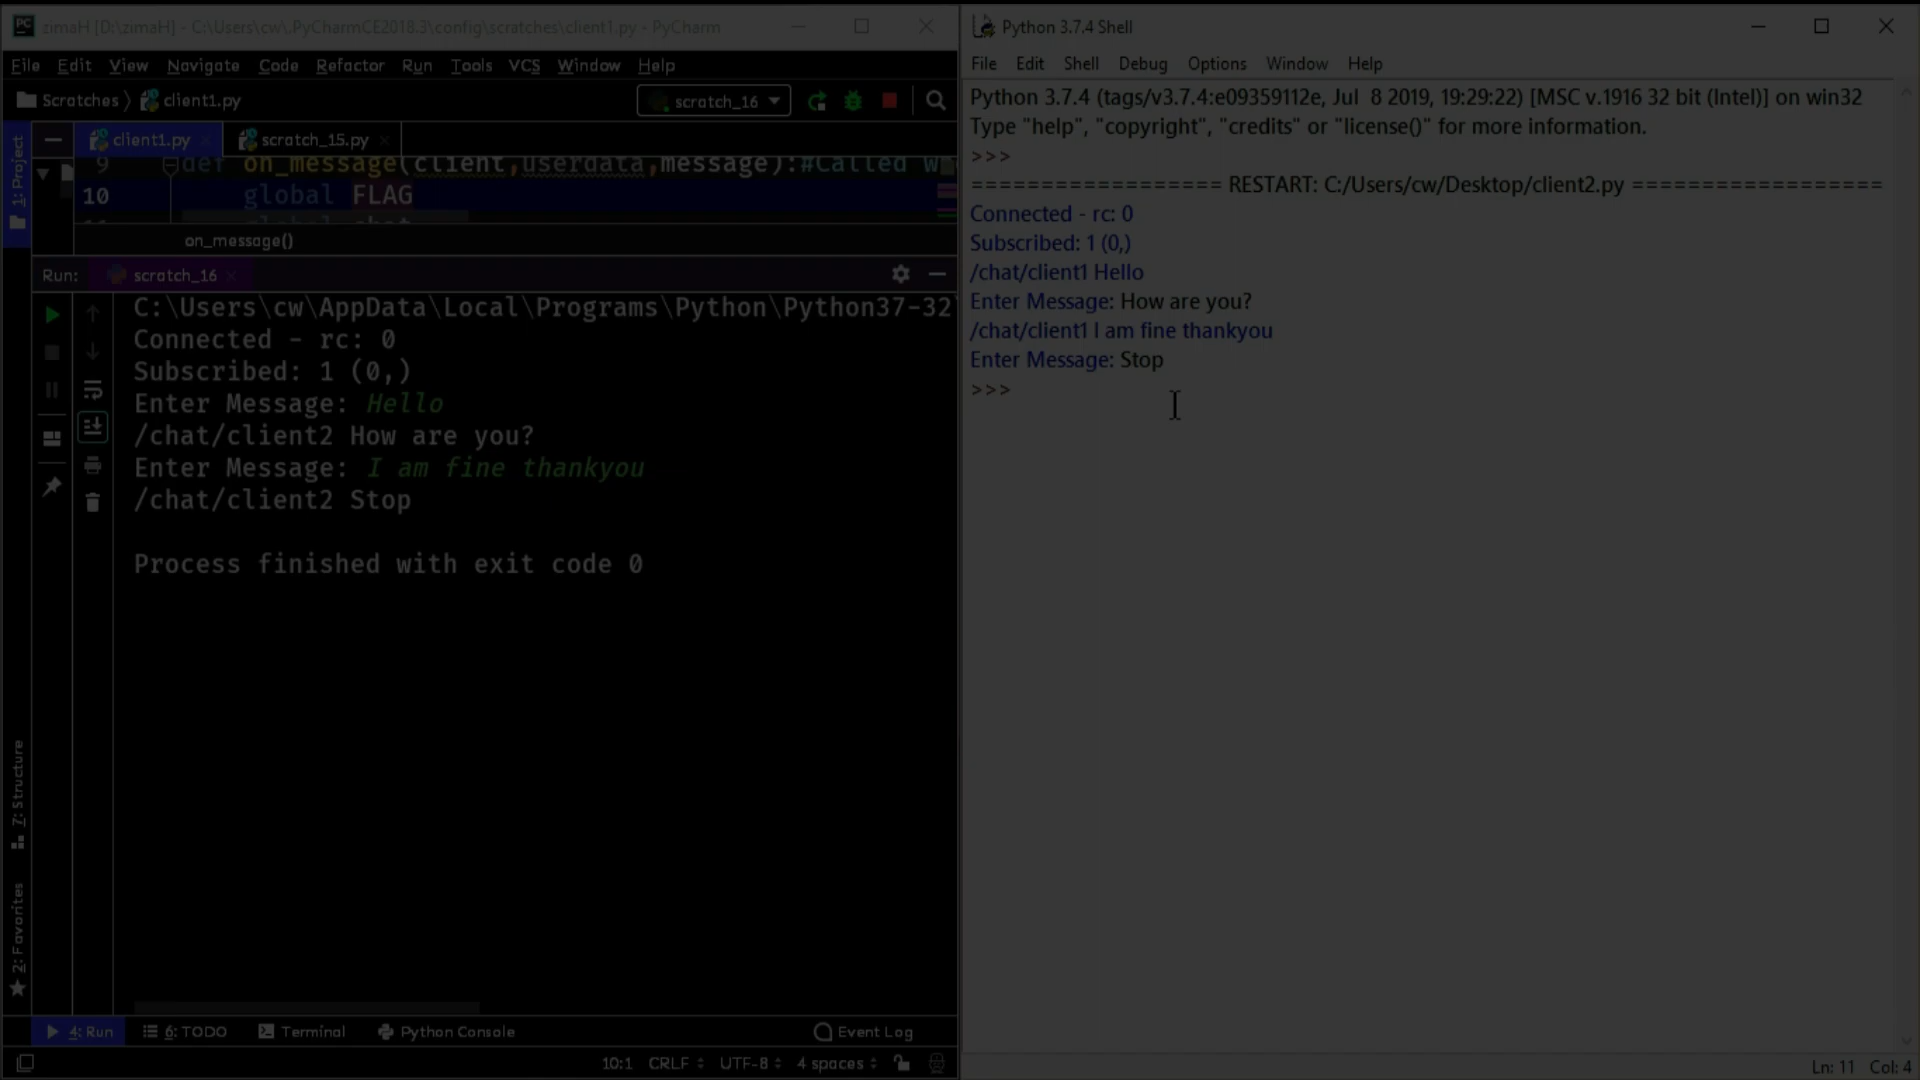 zimaH [D:\zimaH] - C:\Users\cw\.PyCharmCE2018.3\config\scratches\client1.py - PyCharm
File Edit View Navigate Code Refactor Run Tools VCS Window Help
Scratches client1.py
scratch_16
1: Project
client1.py scratch_15.py
9 def on_message(client,userdata,message):#Called
10 global FLAG
on_message()
Run: scratch_16
C:\Users\cw\AppData\Local\Programs\Python\Python37-32\
Connected - rc: 0
Subscribed: 1 (0,)
Enter Message: Hello
/chat/client2 How are you?
Enter Message: I am fine thankyou
/chat/client2 Stop
Process finished with exit code 0
7: Structure
2: Favorites
4: Run 6: TODO Terminal Python Console Event Log
10:1 CRLF UTF-8 4 spaces
Python 3.7.4 Shell
File Edit Shell Debug Options Window Help
Python 3.7.4 (tags/v3.7.4:e09359112e, Jul 8 2019, 19:29:22) [MSC v.1916 32 bit (Intel)] on win32
Type "help", "copyright", "credits" or "license()" for more information.
>>>
================== RESTART: C:/Users/cw/Desktop/client2.py ==================
Connected - rc: 0
Subscribed: 1 (0,)
/chat/client1 Hello
Enter Message: How are you?
/chat/client1 I am fine thankyou
Enter Message: Stop
>>>
Ln: 11 Col: 4